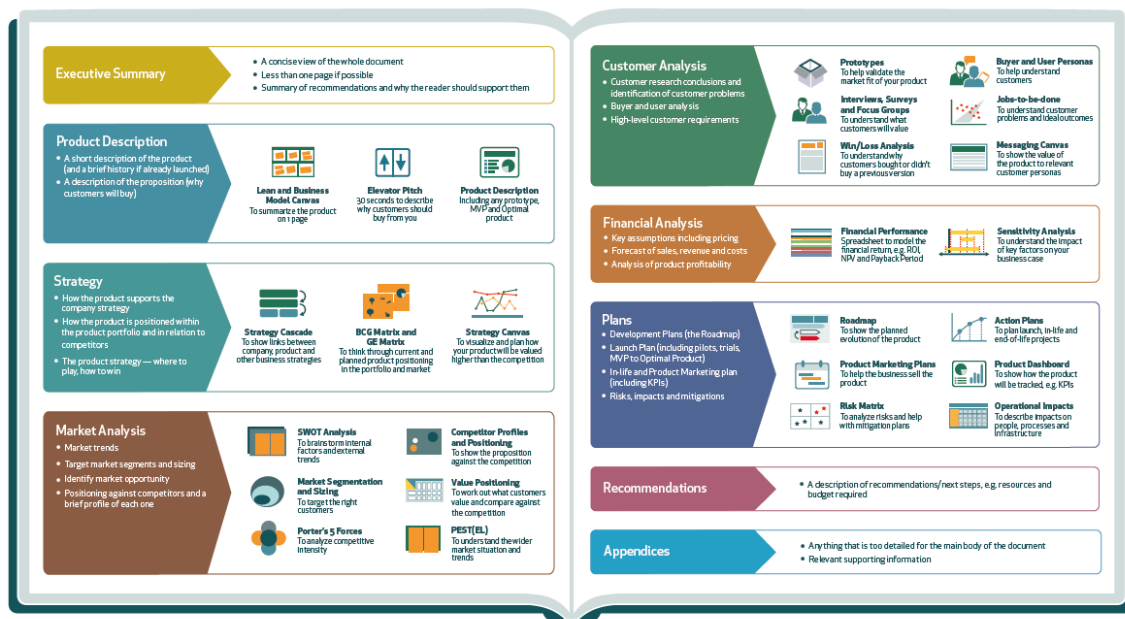 Executive Summary
• A concise view of the whole document
• Less than one page if possible
• Summary of recommendations and why the reader should support them
Product Description
• A short description of the product
(and a brief history if already launched)
• A description of the proposition (why
customers will buy)
Lean and Business
Model Canvas
To summarize the product
on 1 page
Elevator Pitch
30 seconds to describe
why customers should
buy from you
Product Description
Including any prototype,
MVP and Optimal
product
Strategy
• How the product supports the
company strategy
• How the product is positioned within
the product portfolio and in relation to
competitors
• The product strategy — where to
play, how to win
Strategy Cascade
To show links between
company, product and
other business strategies
BCG Matrix and
GE Matrix
To think through current and
planned product positioning
in the portfolio and market
Strategy Canvas
To visualize and plan how
your product will be valued
higher than the competition
Market Analysis
• Market trends
• Target market segments and sizing
• Identify market opportunity
• Positioning against competitors and a
brief profile of each one
SWOT Analysis
To brainstorm internal
factors and external
trends
Competitor Profiles
and Positioning
To show the proposition
against the competition
Market Segmentation
and Sizing
To target the right
customers
Value Positioning
To work out what customers
value and compare against
the competition
Porter's 5 Forces
To analyze competitive
intensity
PEST(EL)
To understand the wider
market situation and
trends
Customer Analysis
• Customer research conclusions and
identification of customer problems
• Buyer and user analysis
• High-level customer requirements
Prototypes
To help validate the
market fit of your product
Buyer and User Personas
To help understand
customers
Interviews, Surveys
and Focus Groups
To understand what
customers will value
Jobs-to-be-done
To understand customer
problems and ideal outcomes
Win/Loss Analysis
To understand why
customers bought or didn't
buy a previous version
Messaging Canvas
To show the value of
the product to relevant
customer personas
Financial Analysis
• Key assumptions including pricing
• Forecast of sales, revenue and costs
• Analysis of product profitability
Financial Performance
Spreadsheet to model the
financial return, e.g. ROI,
NPV and Payback Period
Sensitivity Analysis
To understand the impact
of key factors on your
business case
Plans
• Development Plans (the Roadmap)
• Launch Plan (including pilots, trials,
MVP to Optimal Product)
• In-life and Product Marketing plan
(including KPIs)
• Risks, impacts and mitigations
Roadmap
To show the planned
evolution of the product
Action Plans
To plan launch, in-life and
end-of-life projects
Product Marketing Plans
To help the business sell the
product
Product Dashboard
To show how the product
will be tracked, e.g. KPIs
Risk Matrix
To analyze risks and help
with mitigation plans
Operational Impacts
To describe impacts on
people, processes and
infrastructure
Recommendations
• A description of recommendations/next steps, e.g. resources and
budget required
Appendices
• Anything that is too detailed for the main body of the document
• Relevant supporting information